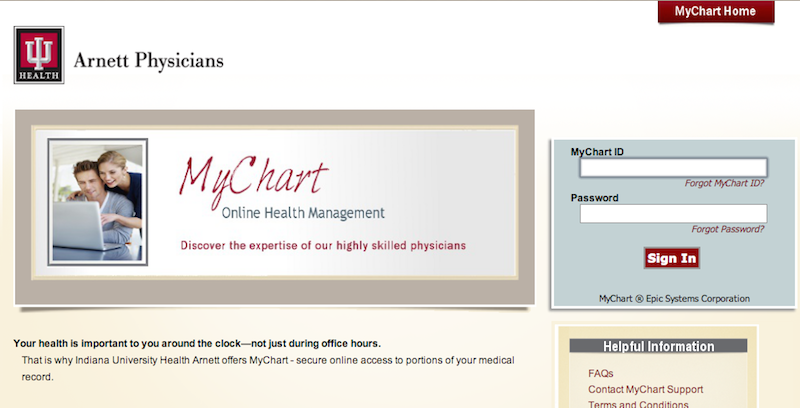 MyChart Home
IU
HEALTH
Arnett Physicians
MyChart
Online Health Management
Discover the expertise of our highly skilled physicians
MyChart ID
Forgot MyChart ID?
Password
Forgot Password?
Sign In
MyChart ® Epic Systems Corporation
Your health is important to you around the clock—not just during office hours.
That is why Indiana University Health Arnett offers MyChart - secure online access to portions of your medical
record.
Helpful Information
FAQs
Contact MyChart Support
Terms and Conditions